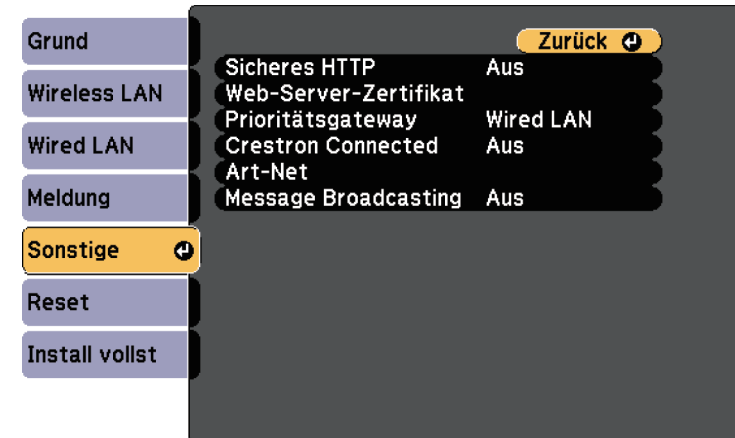 Grund
Wireless LAN
Wired LAN
Meldung
Sonstige
Reset
Install vollst
Zurück
Sicheres HTTP Aus
Web-Server-Zertifikat
Prioritätsgateway Wired LAN
Crestron Connected Aus
Art-Net
Message Broadcasting Aus